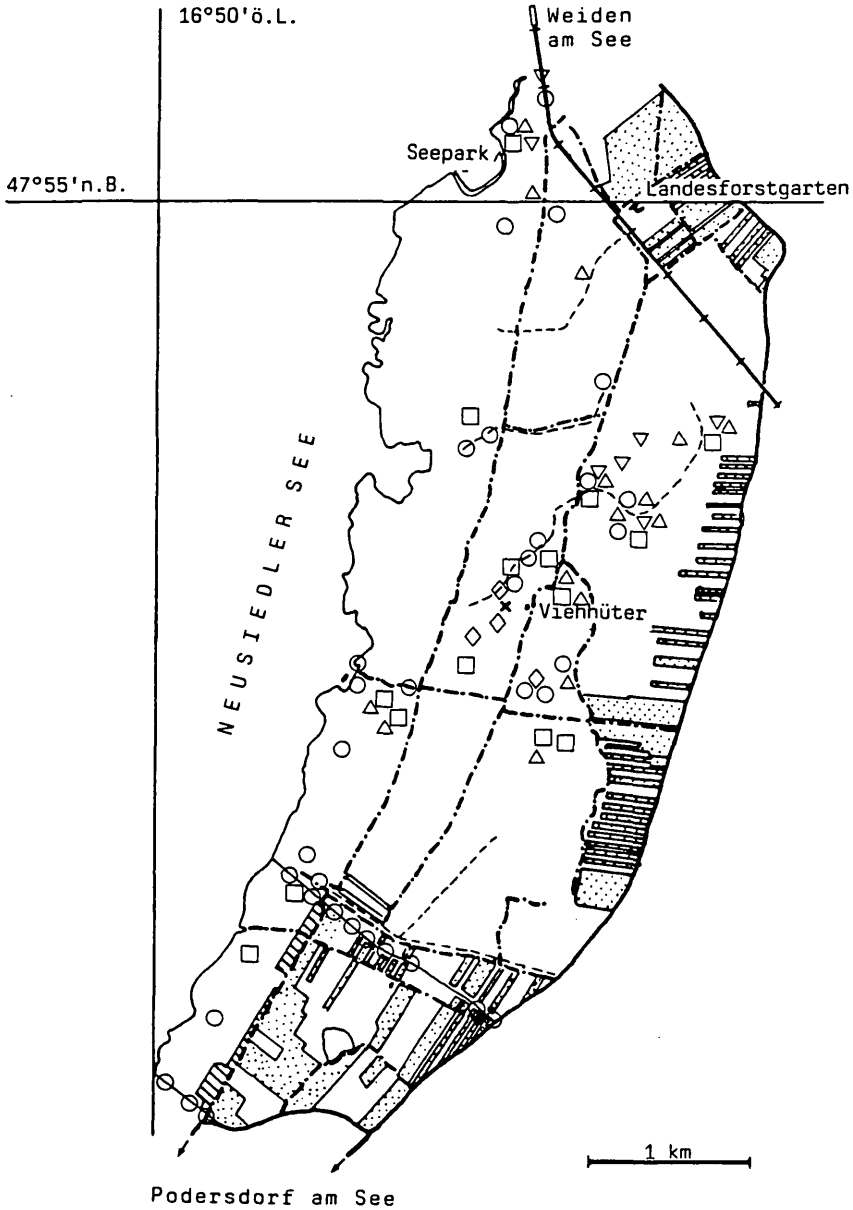 16°50'ö.L.
Weiden
am See
Seepark
47°55'n.B.
Landesforstgarten
NEUSIEDLER SEE
Viehhüter
1 km
Podersdorf am See